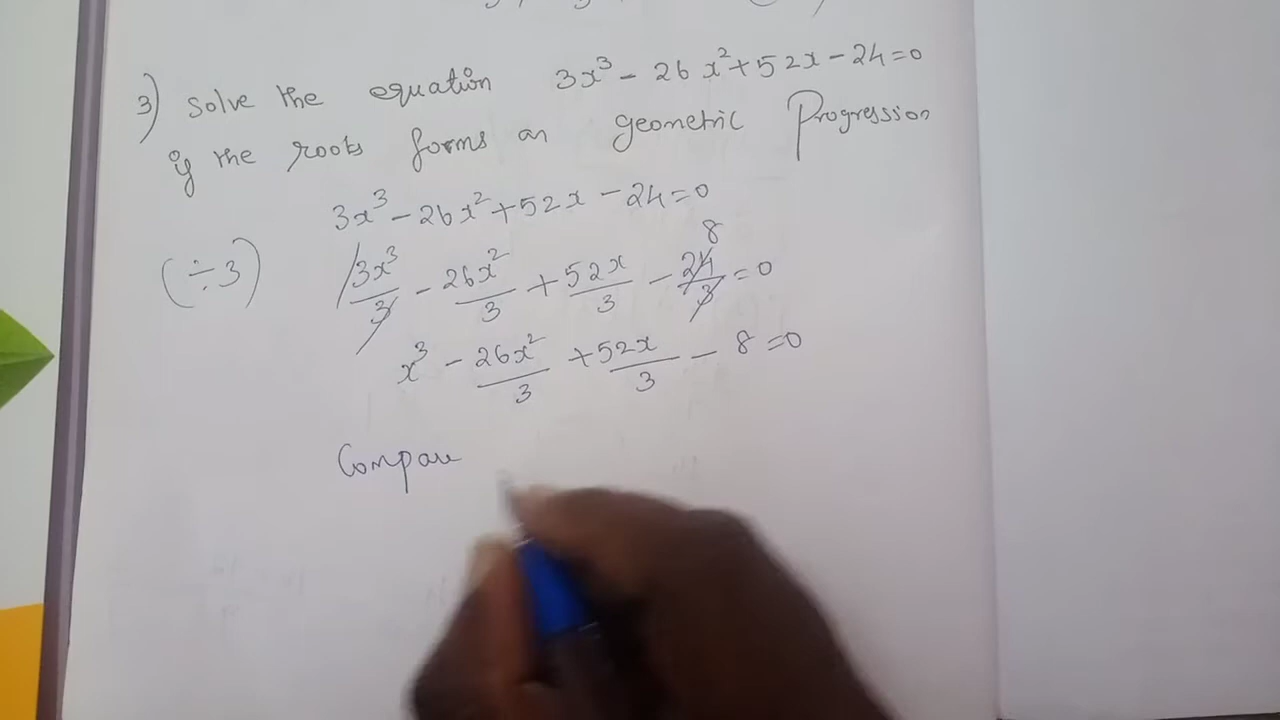 3) Solve the equation 3x³ - 26x² + 52x - 24 = 0
if the roots forms an geometric Progression
3x³ - 26x² + 52x - 24 = 0
(÷3) 3x³/3 - 26x²/3 + 52x/3 - 24/3 = 0
8
x³ - 26x²/3 + 52x/3 - 8 = 0
Compare